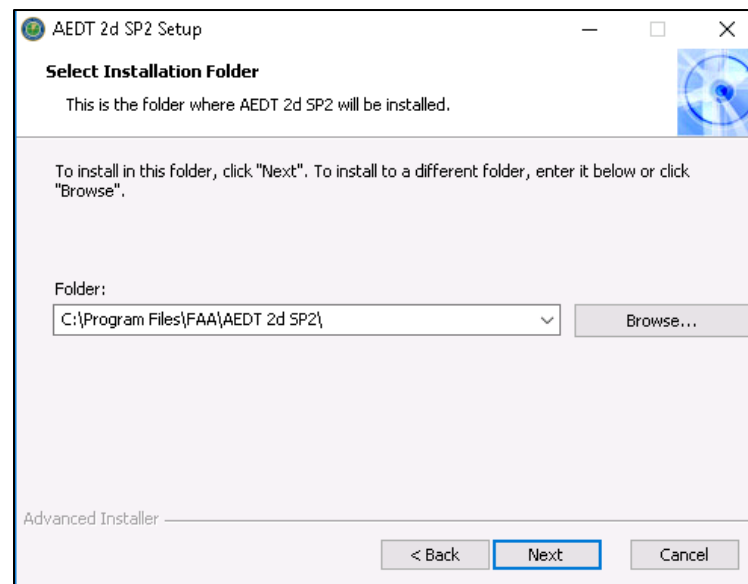 AEDT 2d SP2 Setup
Select Installation Folder
This is the folder where AEDT 2d SP2 will be installed.
To install in this folder, click "Next". To install to a different folder, enter it below or click
"Browse".
Folder:
C:\Program Files\FAA\AEDT 2d SP2\
Browse...
Advanced Installer
< Back
Next
Cancel